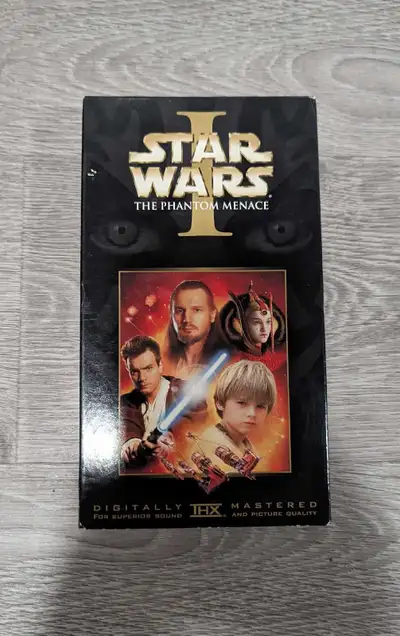 I
STAR
WARS®
THE PHANTOM MENACE
DIGITALLY THX® MASTERED
FOR SUPERIOR SOUND AND PICTURE QUALITY